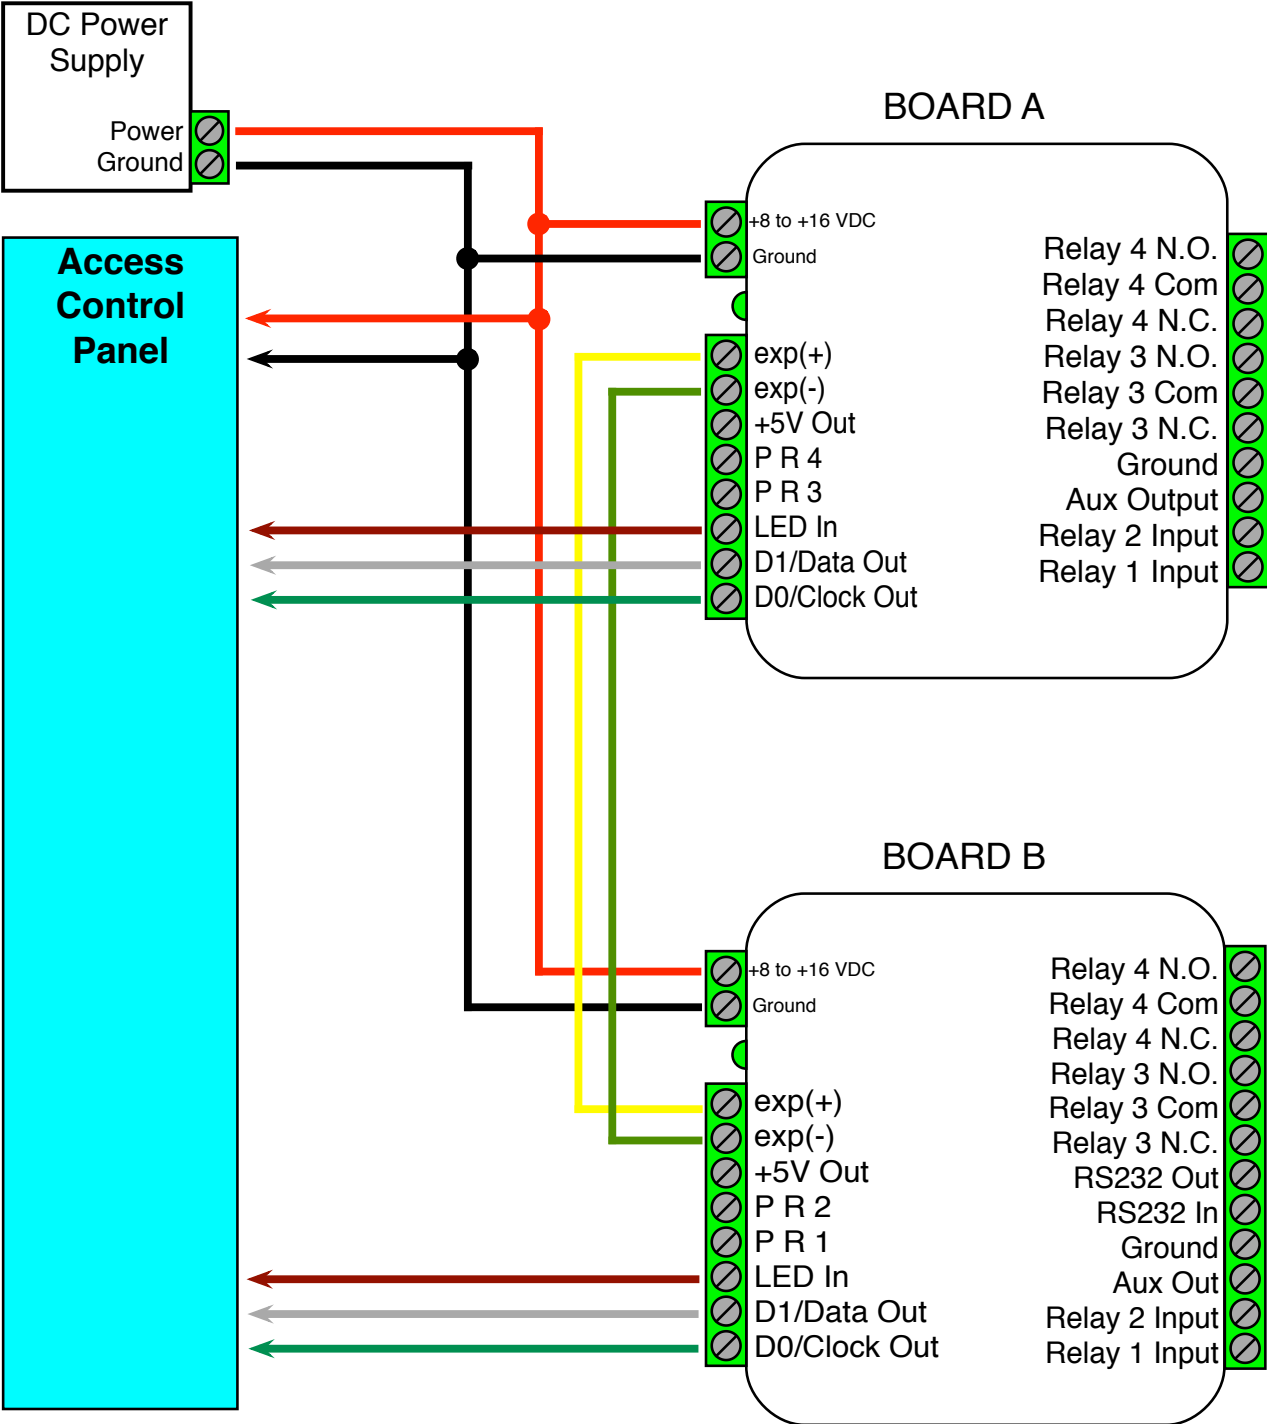 DC Power
Supply
Power
Ground
Access
Control
Panel
BOARD A
+8 to +16 VDC
Ground
exp(+)
exp(-)
+5V Out
P R 4
P R 3
LED In
D1/Data Out
D0/Clock Out
Relay 4 N.O.
Relay 4 Com
Relay 4 N.C.
Relay 3 N.O.
Relay 3 Com
Relay 3 N.C.
Ground
Aux Output
Relay 2 Input
Relay 1 Input
BOARD B
+8 to +16 VDC
Ground
exp(+)
exp(-)
+5V Out
P R 2
P R 1
LED In
D1/Data Out
D0/Clock Out
Relay 4 N.O.
Relay 4 Com
Relay 4 N.C.
Relay 3 N.O.
Relay 3 Com
Relay 3 N.C.
RS232 Out
RS232 In
Ground
Aux Out
Relay 2 Input
Relay 1 Input